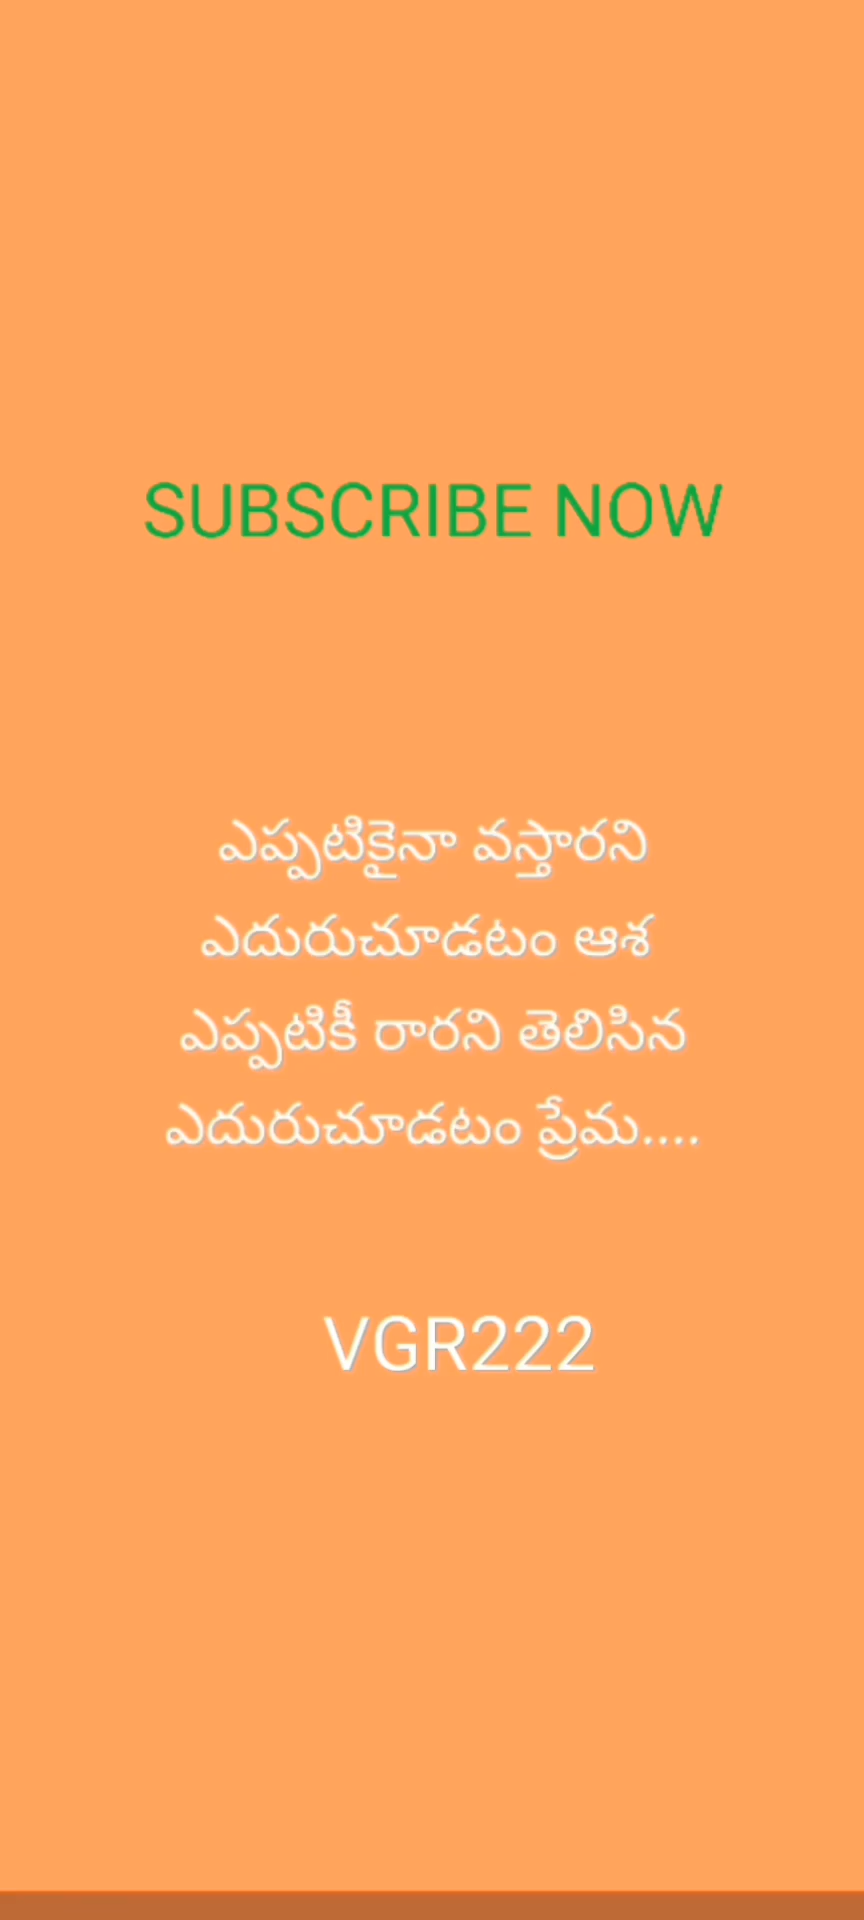 SUBSCRIBE NOW
ఎప్పటికైనా వస్తారని
ఎదురుచూడటం ఆశ
ఎప్పటికీ రారని తెలిసిన
ఎదురుచూడటం ప్రేమ....
VGR222